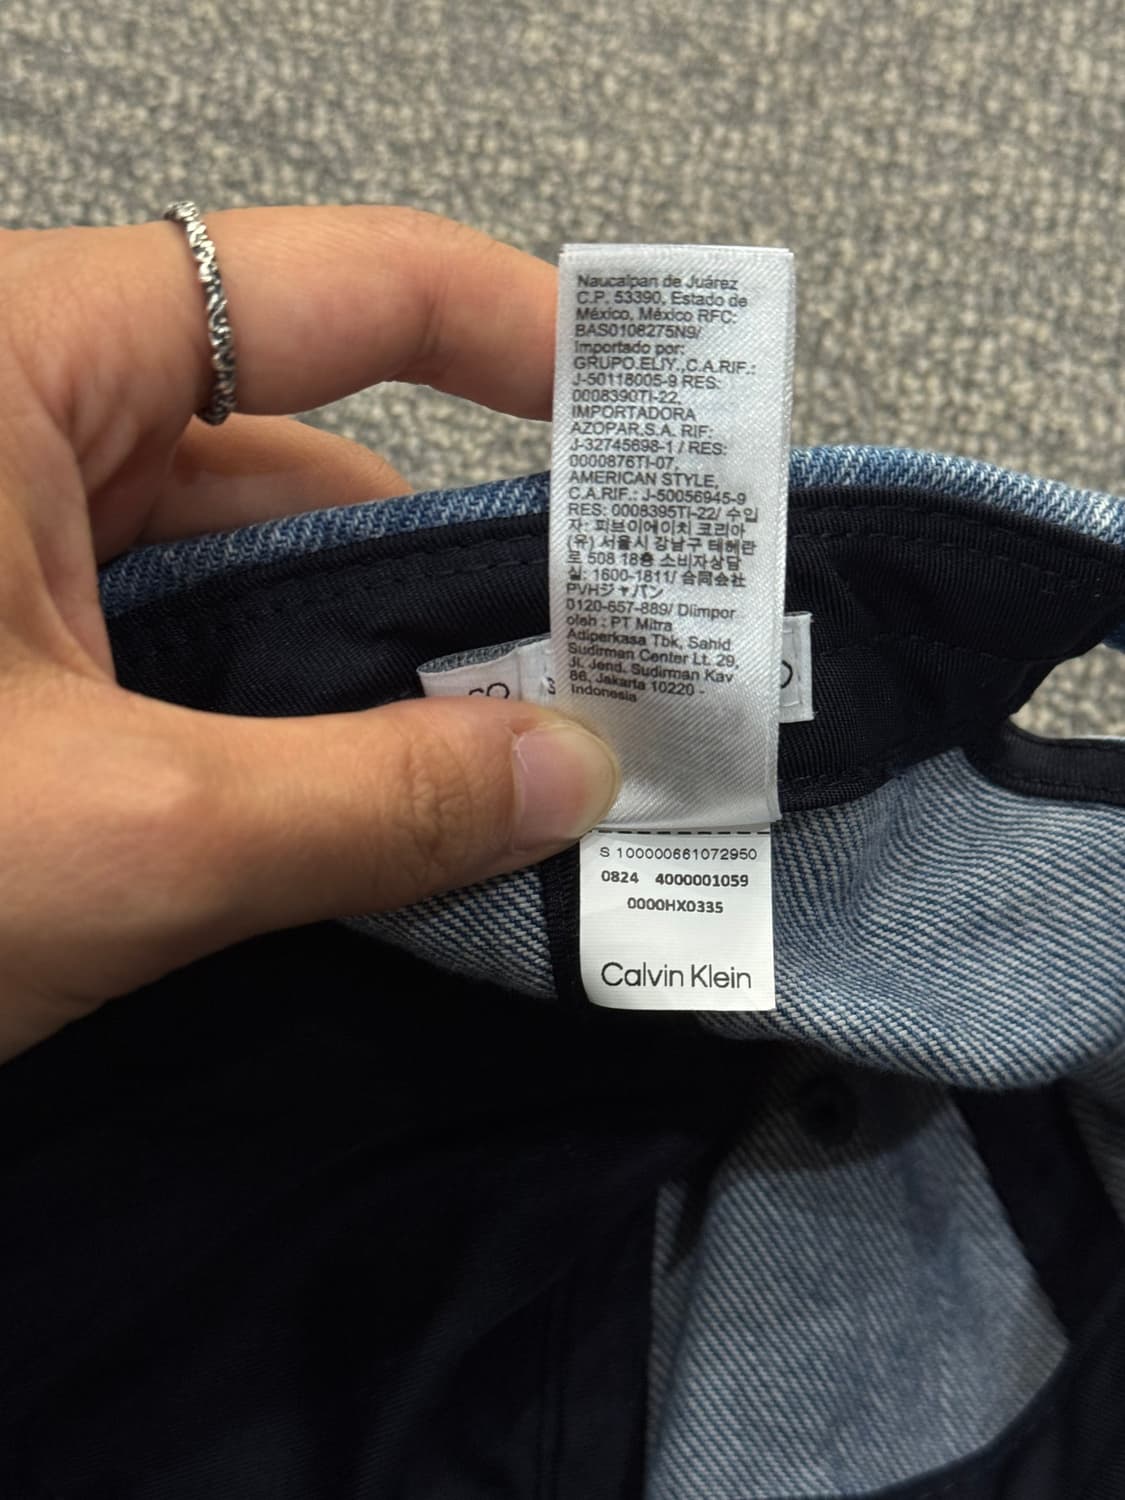 Naucalpan de Juárez
C.P. 53390, Estado de
México, México RFC:
BAS0108275N9/
Importado por:
GRUPO.ELIY.,C.A.RIF.:
J-50118005-9 RES:
0008390TI-22,
IMPORTADORA
AZOPAR,S.A. RIF:
J-32745698-1 / RES:
0000876TI-07,
AMERICAN STYLE,
C.A.RIF.: J-50056945-9
RES: 0008395TI-22/ 수입
자: 피브이에이치 코리아
(유) 서울시 강남구 테헤란
로 508 18층 소비자상담
실: 1600-1811/ 合同会社
PVHジャパン
0120-657-889/ Diimpor
oleh : PT Mitra
Adiperkasa Tbk, Sahid
Sudirman Center Lt. 29,
Jl. Jend. Sudirman Kav
86, Jakarta 10220 -
Indonesia
S 100000661072950
0824 4000001059
0000HX0335
Calvin Klein